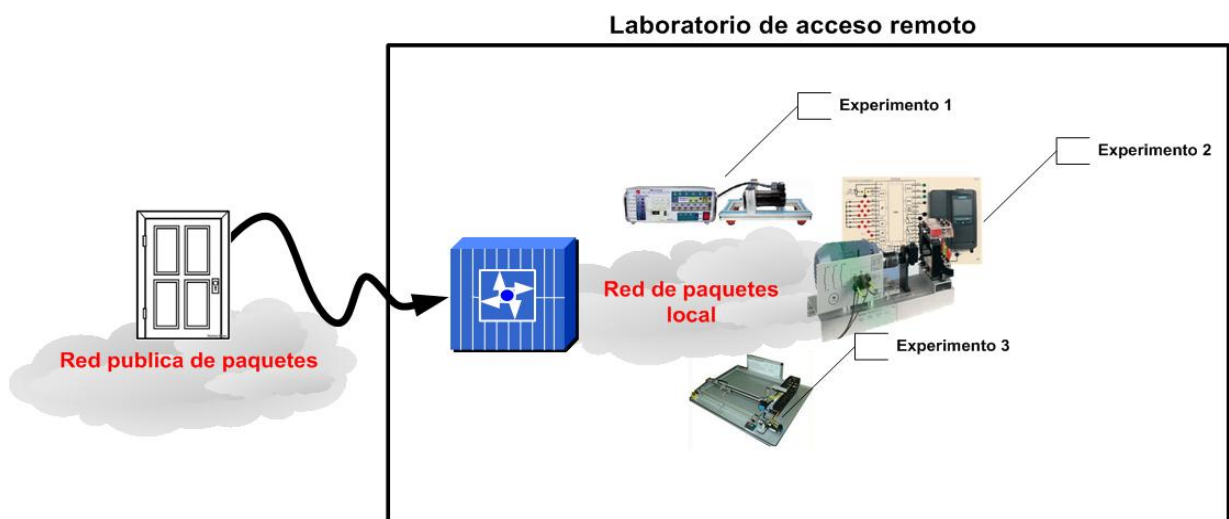 Laboratorio de acceso remoto
Experimento 1
Experimento 2
Red publica de paquetes
Red de paquetes
local
Experimento 3